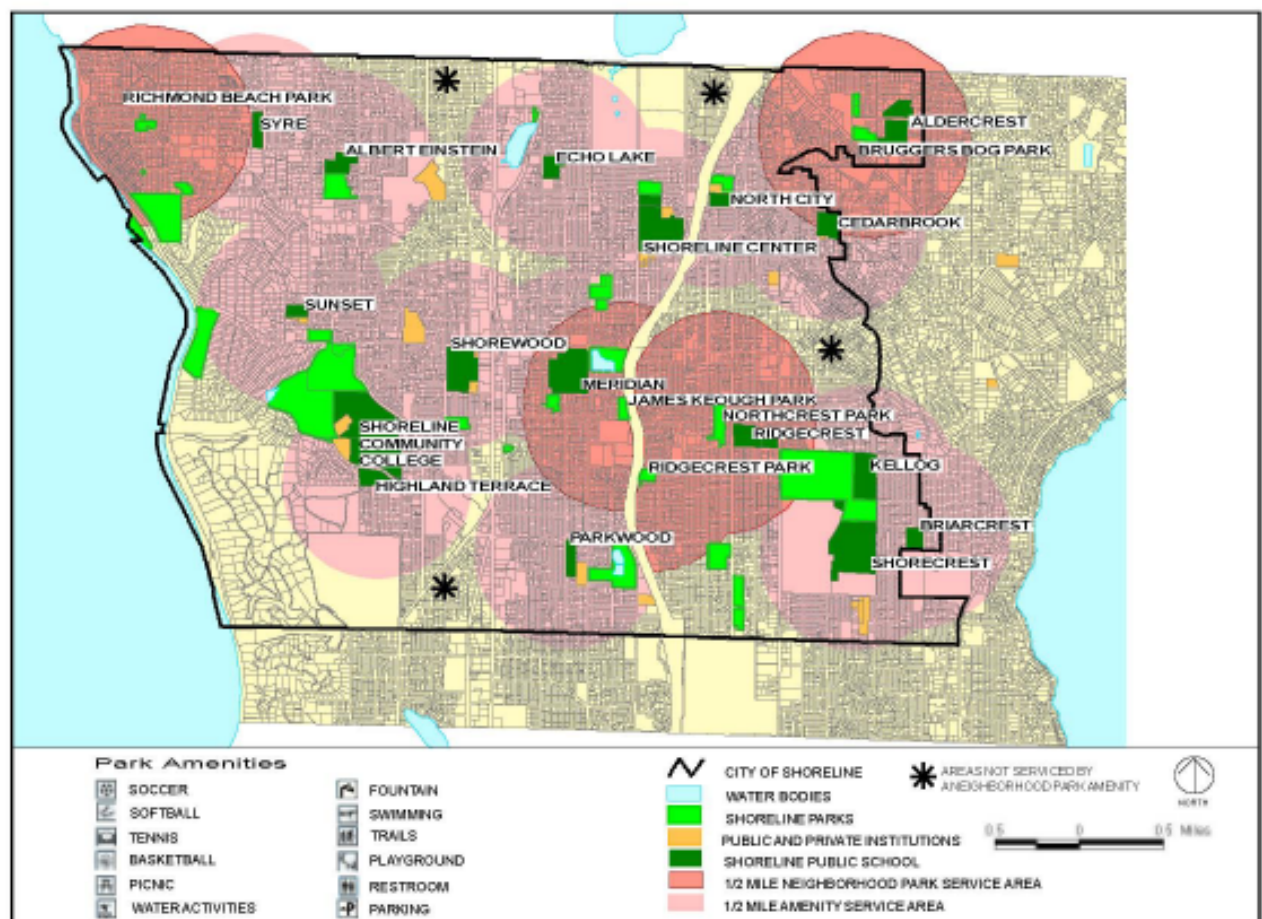 RICHMOND BEACH PARK
SYRE
ALBERT EINSTEIN
ECHO LAKE
ALDERCREST
BRUGGERS BOG PARK
NORTH CITY
CEDARBROOK
SHORELINE CENTER
SUNSET
SHOREWOOD
MERIDIAN
JAMES KEOUGH PARK
NORTHCREST PARK
RIDGECREST
SHORELINE
COMMUNITY
COLLEGE
HIGHLAND TERRACE
RIDGECREST PARK
KELLOG
PARKWOOD
BRIARCREST
SHORECREST
Park Amenities
SOCCER
SOFTBALL
TENNIS
BASKETBALL
PICNIC
WATER ACTIVITIES
FOUNTAIN
SWIMMING
TRAILS
PLAYGROUND
RESTROOM
P PARKING
CITY OF SHORELINE
WATER BODIES
SHORELINE PARKS
PUBLIC AND PRIVATE INSTITUTIONS
SHORELINE PUBLIC SCHOOL
1/2 MILE NEIGHBORHOOD PARK SERVICE AREA
1/2 MILE AMENITY SERVICE AREA
AREAS NOT SERVICED BY
A NEIGHBORHOOD PARK AMENITY
NORTH
0.5 0 0.5 Miles